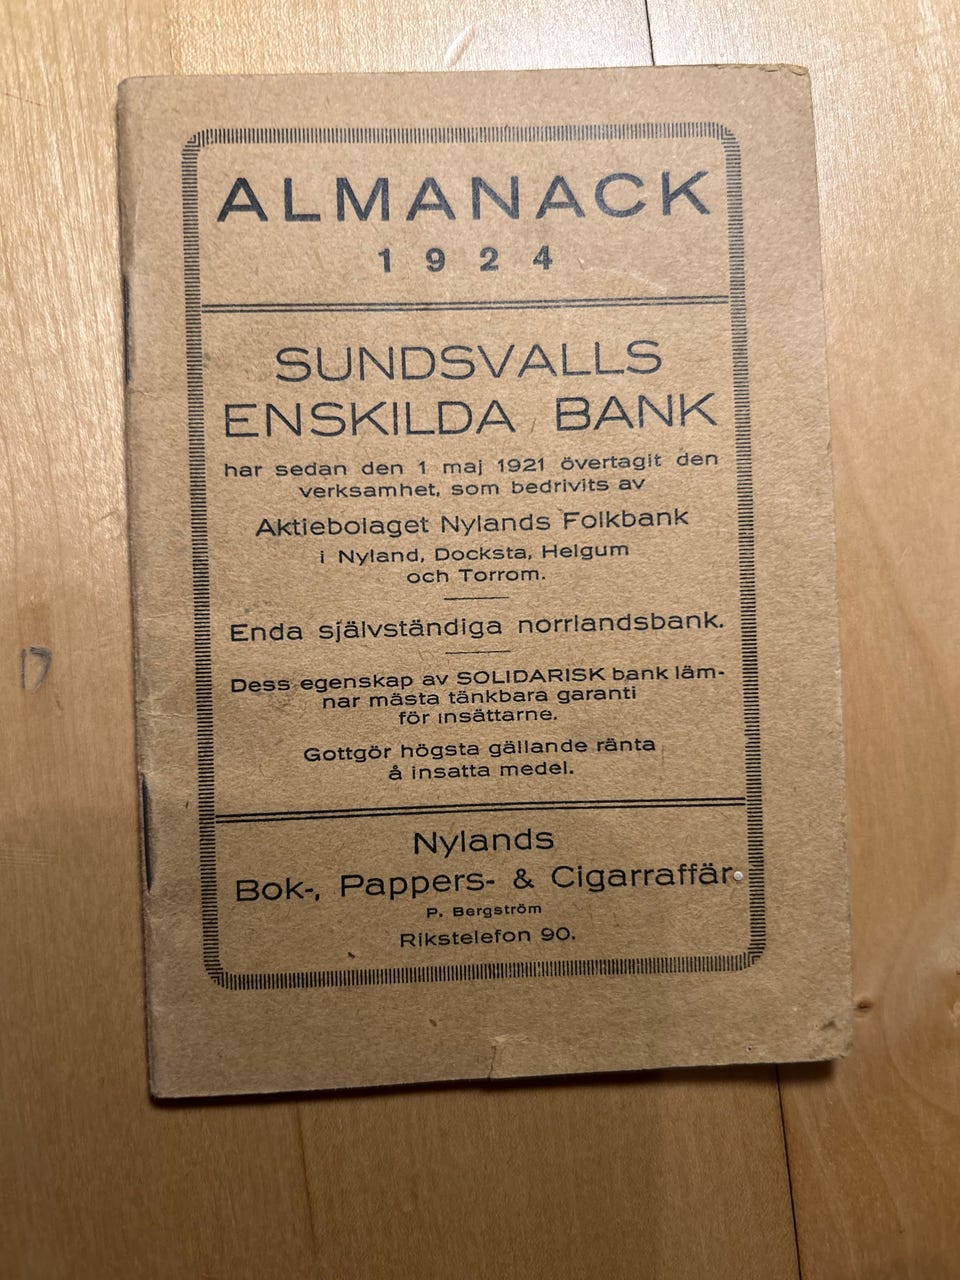 ALMANACK
1924
SUNDSVALLS
ENSKILDA BANK
har sedan den 1 maj 1921 övertagit den
verksamhet, som bedrivits av
Aktiebolaget Nylands Folkbank
i Nyland, Docksta, Helgum
och Torrom.
Enda självständiga norrlandsbank.
Dess egenskap av SOLIDARISK bank läm-
nar mästa tänkbara garanti
för insättarne.
Gottgör högsta gällande ränta
å insatta medel.
Nylands
Bok-, Pappers- & Cigarraffär.
P. Bergström
Rikstelefon 90.